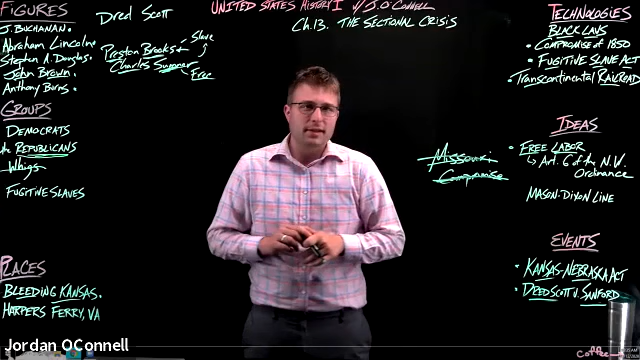 UNITED STATES HISTORY I w/ J. O'CONNELL
CH. 13. THE SECTIONAL CRISIS
FIGURES
J. BUCHANAN.
Abraham Lincoln
Stephen A. Douglas.
John Brown.
Anthony Burns.
Dred Scott
Preston Brooks +
Charles Sumner
Slave
Free
GROUPS
DEMOCRATS
the REPUBLICANS
Whigs
FUGITIVE SLAVES
PLACES
BLEEDING KANSAS.
HARPERS FERRY, VA
Missouri
Compromise
TECHNOLOGIES
BLACK LAWS
• COMPROMISE OF 1850
• FUGITIVE SLAVE ACT
• Transcontinental RAILROAD
IDEAS
• FREE LABOR
↳ Art. 6 of the N.W.
Ordinance
MASON-DIXON LINE
EVENTS
• KANSAS-NEBRASKA ACT
• DRED SCOTT V. SANFORD
coffee →
Jordan OConnell